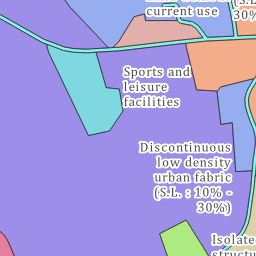 current use
(S.L
30%
Sports and
leisure
facilities
Discontinuous
low density
urban fabric
(S.L. : 10% -
30%)
Isolate
structu